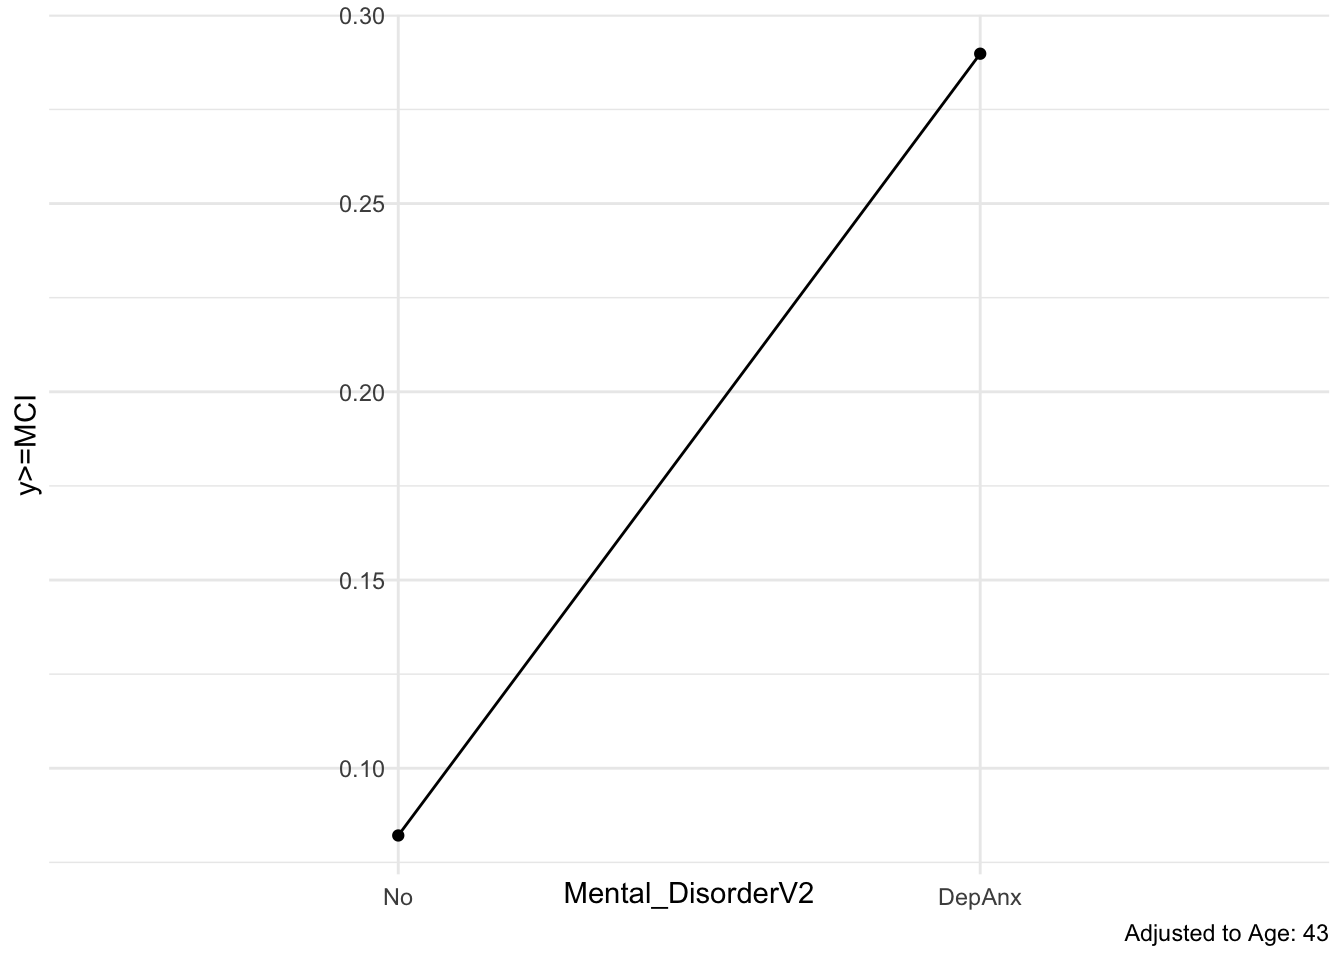 0.30
0.25
0.20
0.15
0.10
y>=MCI
No
Mental_DisorderV2
DepAnx
Adjusted to Age: 43